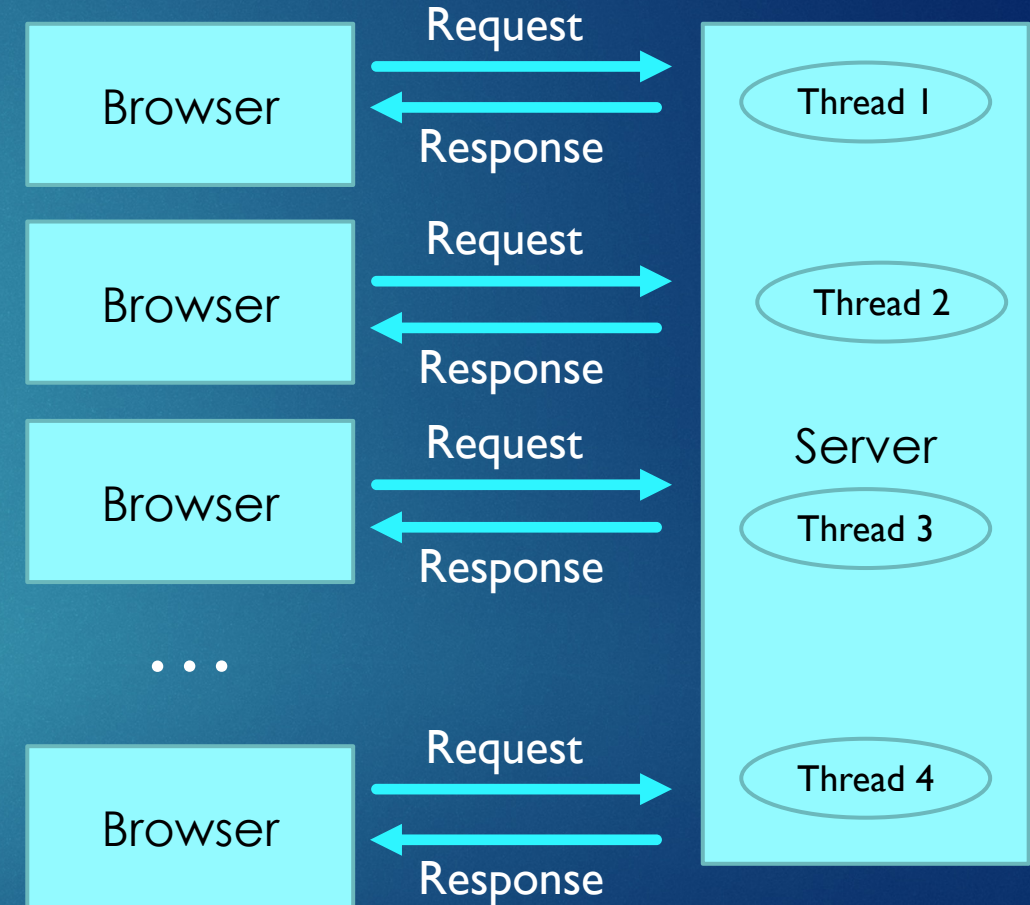 Request
Browser
Thread 1
Response
Request
Browser
Thread 2
Response
Request
Server
Browser
Thread 3
Response
...
Request
Thread 4
Browser
Response